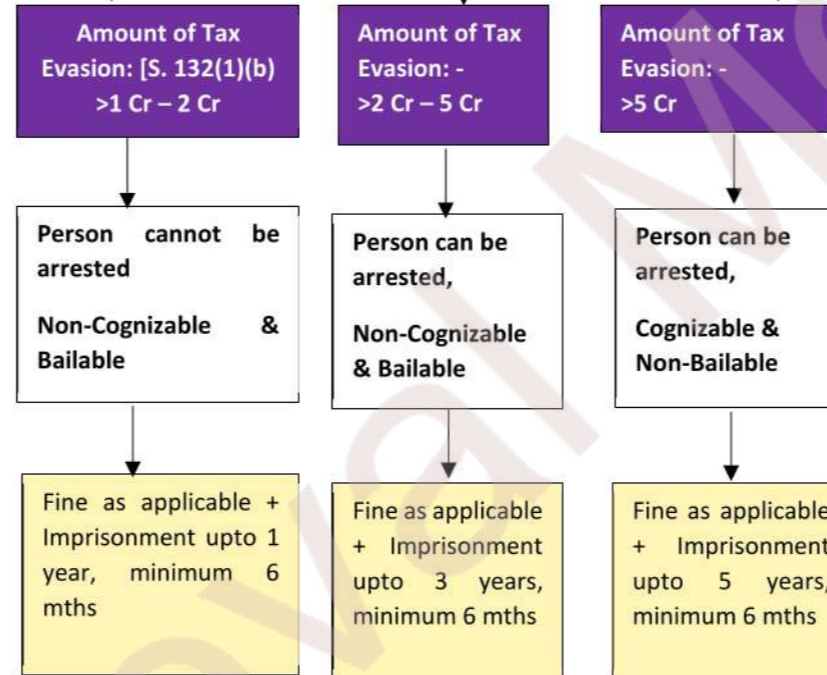 Amount of Tax
Evasion: [S. 132(1)(b)
>1 Cr – 2 Cr
Person cannot be
arrested
Non-Cognizable &
Bailable
Fine as applicable +
Imprisonment upto 1
year, minimum 6
mths
Amount of Tax
Evasion: -
>2 Cr – 5 Cr
Person can be
arrested,
Non-Cognizable
& Bailable
Fine as applicable
+ Imprisonment
upto 3 years,
minimum 6 mths
Amount of Tax
Evasion: -
>5 Cr
Person can be
arrested,
Cognizable &
Non-Bailable
Fine as applicable
+ Imprisonment
upto 5 years,
minimum 6 mths